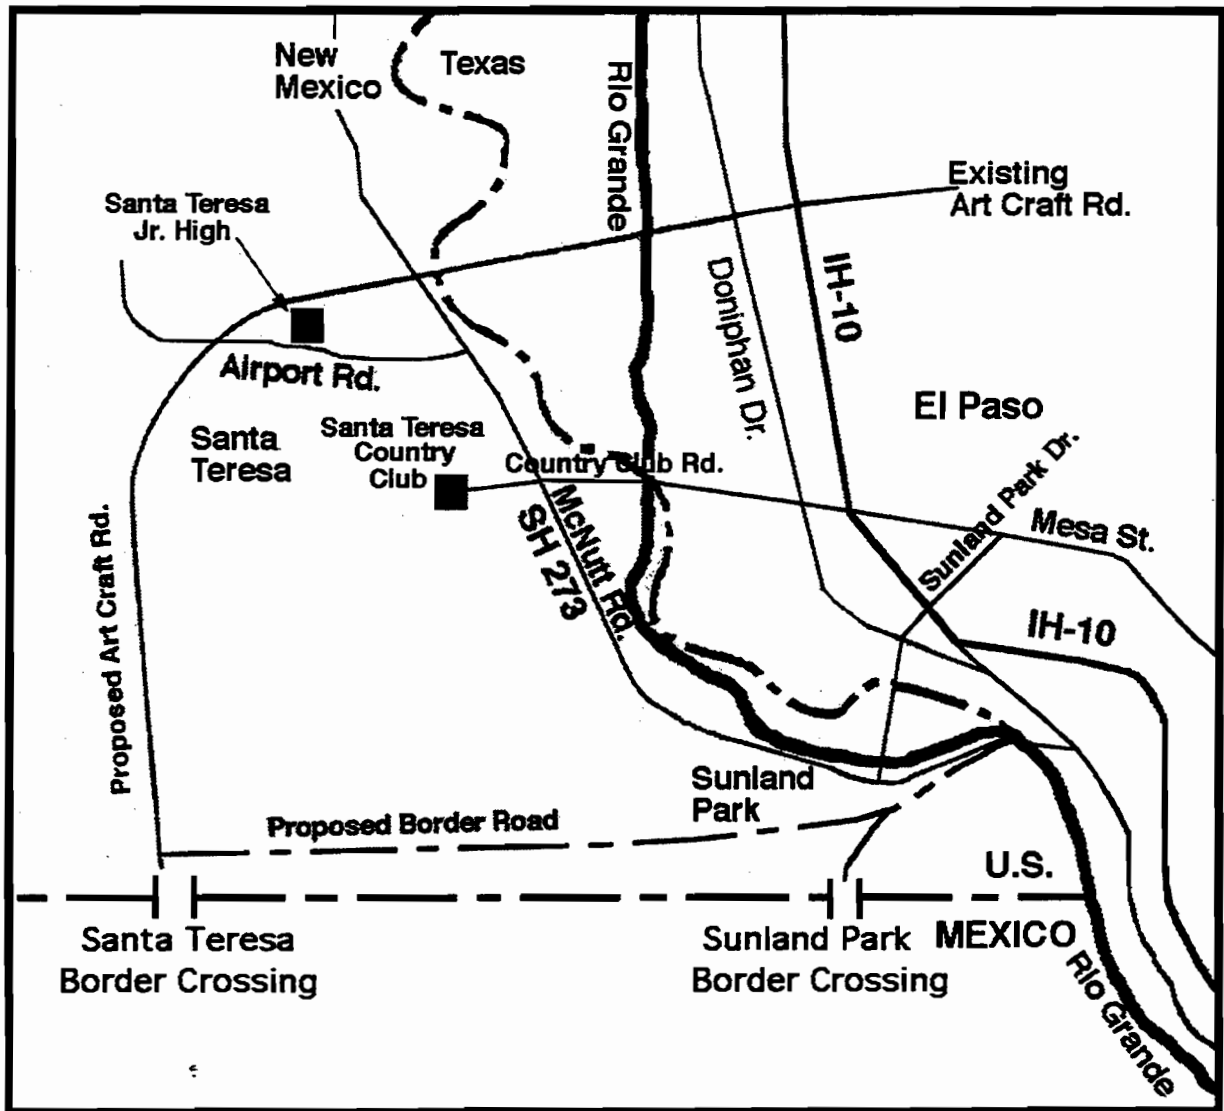 New
Mexico
Texas
Rio Grande
Existing
Art Craft Rd.
Santa Teresa
Jr. High
IH-10
Doniphan Dr.
Airport Rd.
El Paso
Santa
Teresa
Santa Teresa
Country
Club
Country Club Rd.
Sunland Park Dr.
Mesa St.
McNutt Rd.
SH 273
Proposed Art Craft Rd.
IH-10
Sunland
Park
Proposed Border Road
U.S.
MEXICO
Santa Teresa
Border Crossing
Sunland Park
Border Crossing
Rio Grande